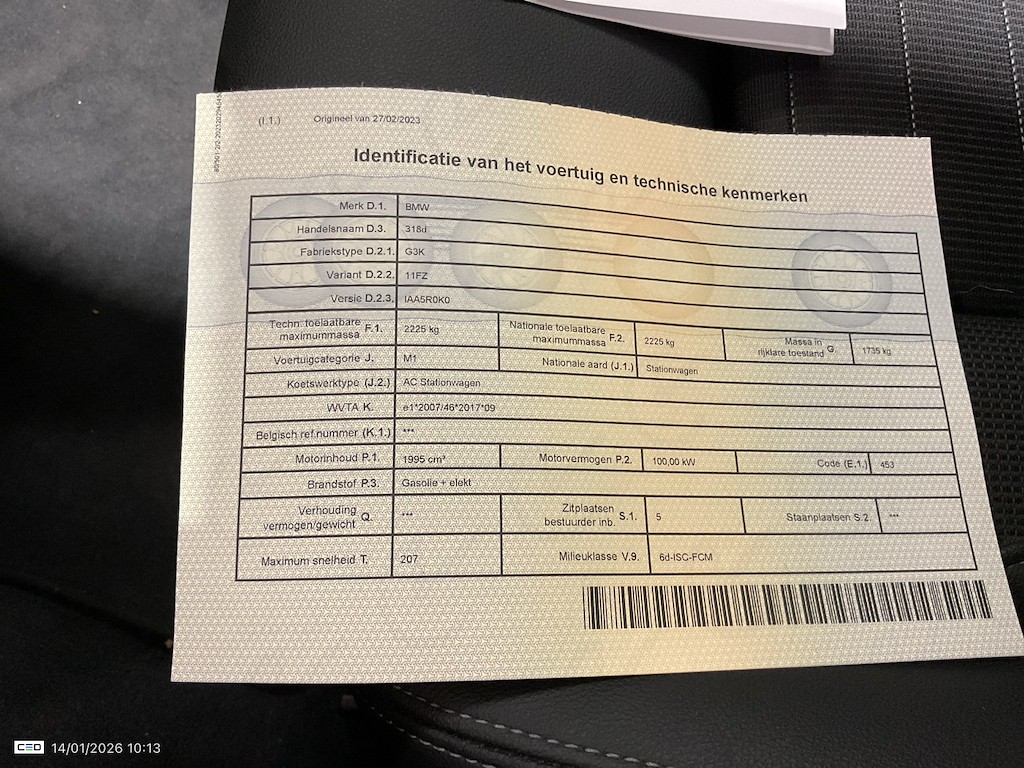 (I.1.) Origineel van 27/02/2023
Identificatie van het voertuig en technische kenmerken
Merk D.1. BMW
Handelsnaam D.3. 318d
Fabriekstype D.2.1. G3K
Variant D.2.2. 11FZ
Versie D.2.3. IAA5R0K0
Techn. toelaatbare maximummassa F.1. 2225 kg Nationale toelaatbare maximummassa F.2. 2225 kg Massa in rijklare toestand G. 1735 kg
Voertuigcategorie J. M1 Nationale aard (J.1.) Stationwagen
Koetswerktype (J.2.) AC Stationwagen
WVTA K. e1*2007/46*2017*09
Belgisch ref.nummer (K.1.) ***
Motorinhoud P.1. 1995 cm³ Motorvermogen P.2. 100,00 kW Code (E.1.) 453
Brandstof P.3. Gasolie + elekt
Verhouding vermogen/gewicht Q. *** Zitplaatsen bestuurder inb. S.1. 5 Staanplaatsen S.2. ***
Maximum snelheid T. 207 Milieuklasse V.9. 6d-ISC-FCM
CEO 14/01/2026 10:13